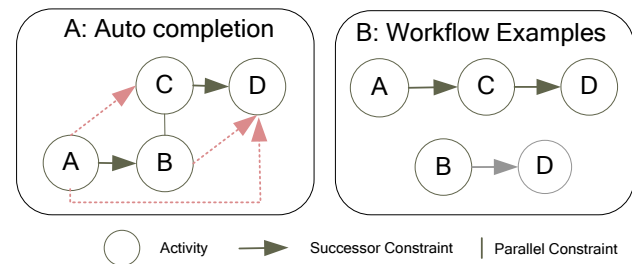 A: Auto completion
C
D
A
B
B: Workflow Examples
A
C
D
B
D
Activity
Successor Constraint
Parallel Constraint